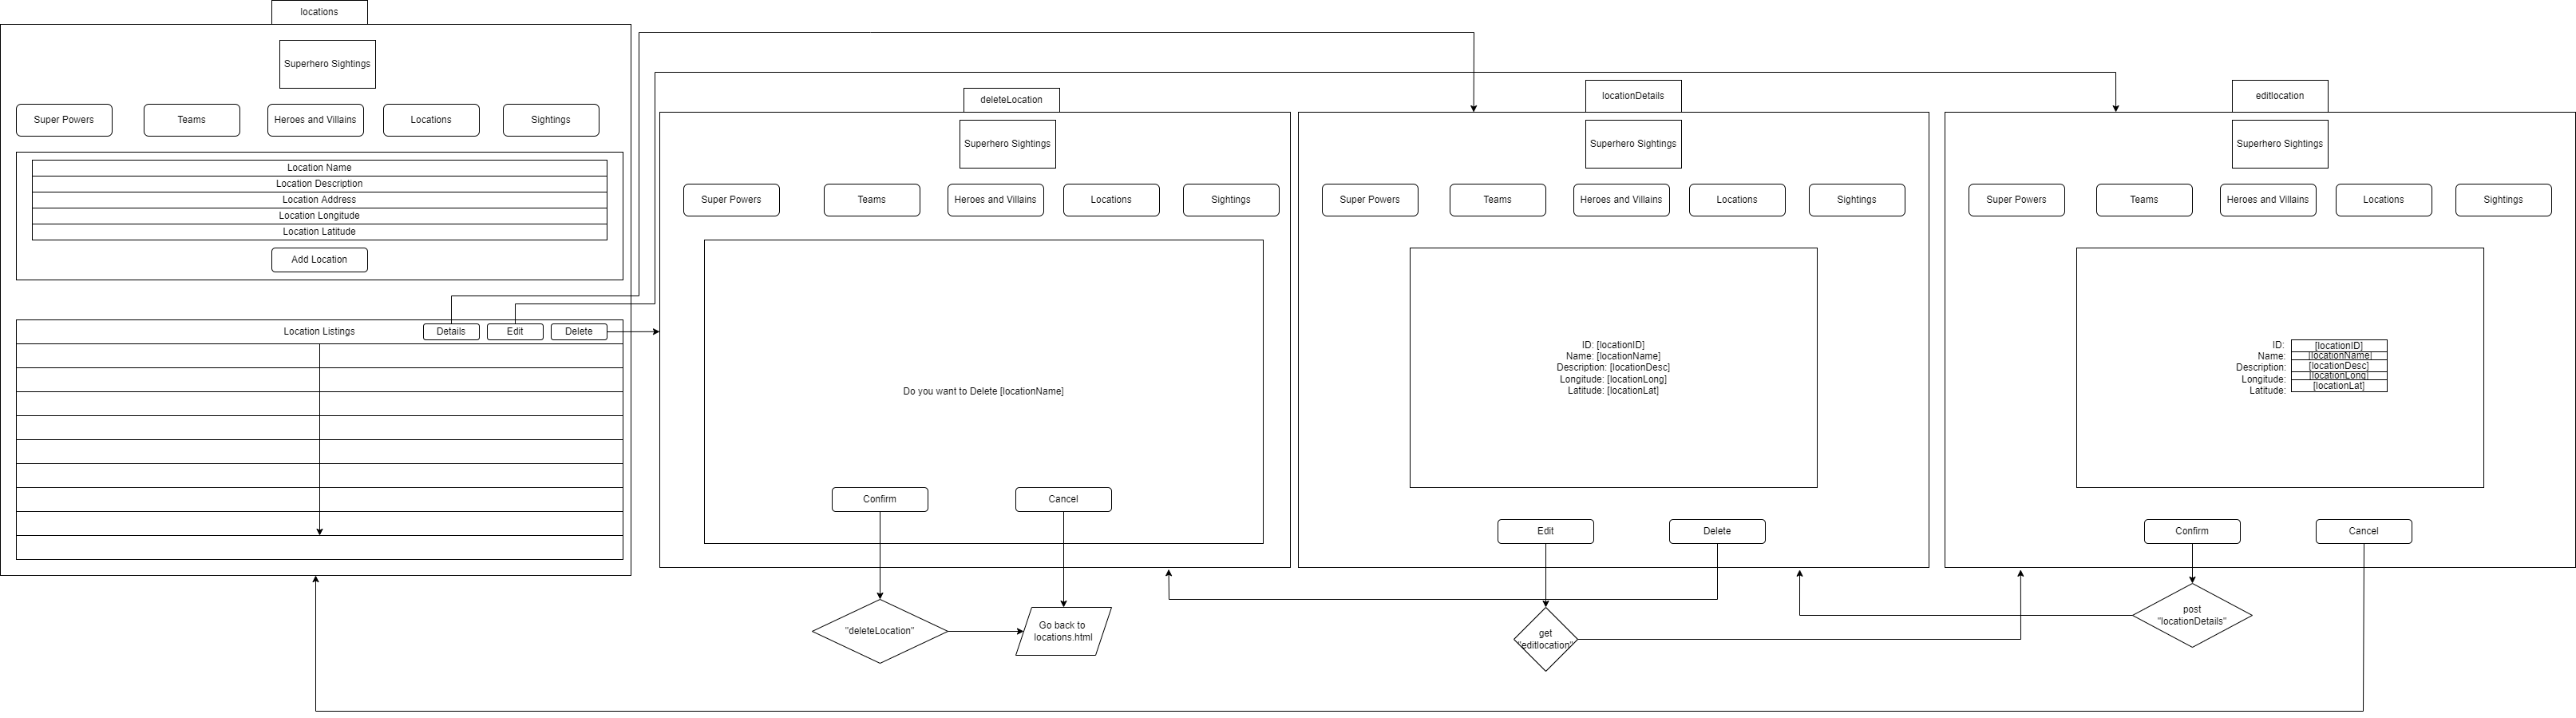 locations
Superhero Sightings
Super Powers
Teams
Heroes and Villains
Locations
Sightings
Location Name
Location Description
Location Address
Location Longitude
Location Latitude
Add Location
Location Listings
Details
Edit
Delete
deleteLocation
Superhero Sightings
Super Powers
Teams
Heroes and Villains
Locations
Sightings
Do you want to Delete [locationName]
Confirm
Cancel
"deleteLocation"
Go back to
locations.html
locationDetails
Superhero Sightings
Super Powers
Teams
Heroes and Villains
Locations
Sightings
ID: [locationID]
Name: [locationName]
Description: [locationDesc]
Longitude: [locationLong]
Latitude: [locationLat]
Edit
Delete
get
"editlocation"
editlocation
Superhero Sightings
Super Powers
Teams
Heroes and Villains
Locations
Sightings
ID: [locationID]
Name: [locationName]
Description: [locationDesc]
Longitude: [locationLong]
Latitude: [locationLat]
Confirm
Cancel
post
"locationDetails"